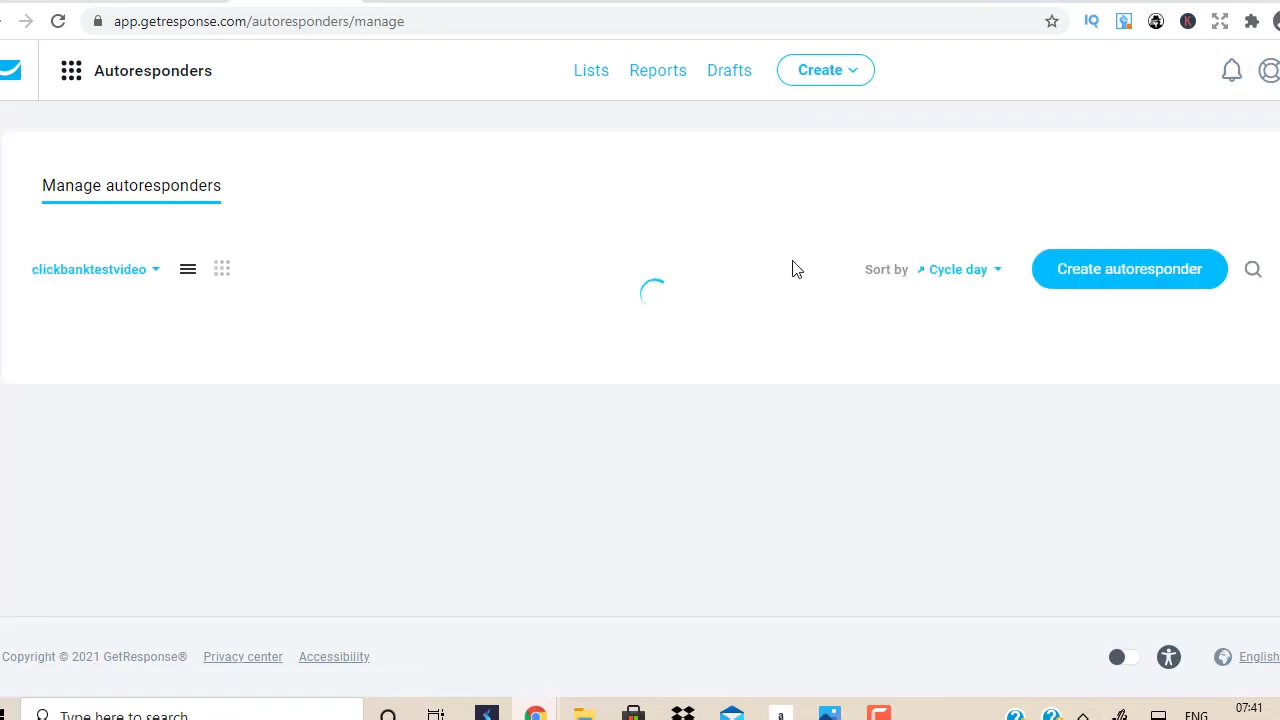 app.getresponse.com/autoresponders/manage
IQ
K
Autoresponders
Lists Reports Drafts Create
Manage autoresponders
clickbanktestvideo
Sort by Cycle day Create autoresponder
Copyright © 2021 GetResponse® Privacy center Accessibility English
Type here to search
a
ENG
07:41